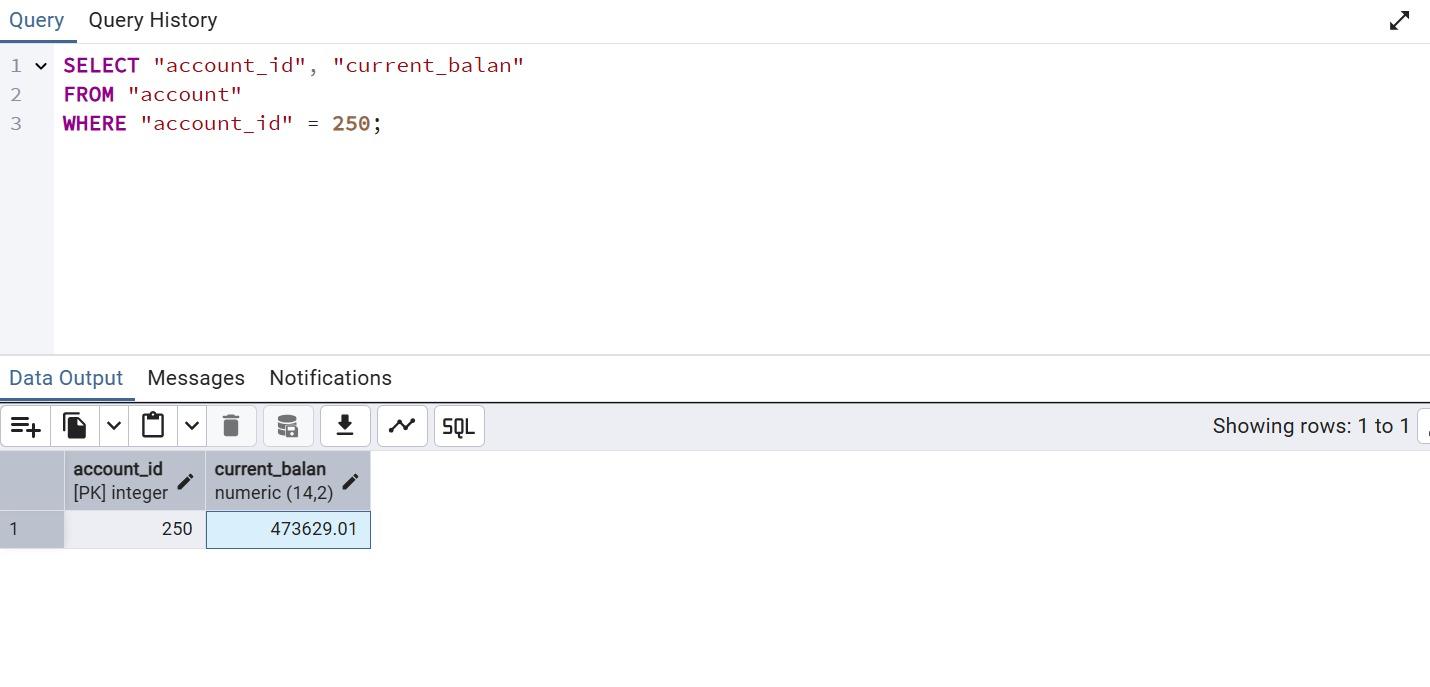 Query Query History
1 SELECT "account_id", "current_balan"
2 FROM "account"
3 WHERE "account_id" = 250;
Data Output Messages Notifications
SQL Showing rows: 1 to 1
account_id current_balan
[PK] integer numeric (14,2)
1 250 473629.01